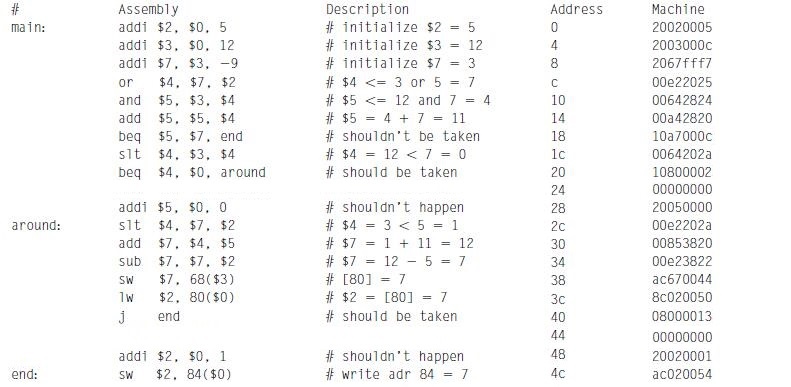 # Assembly Description Address Machine
main: addi $2, $0, 5 # initialize $2 = 5 0 20020005
addi $3, $0, 12 # initialize $3 = 12 4 2003000c
addi $7, $3, -9 # initialize $7 = 3 8 2067fff7
or $4, $7, $2 # $4 <= 3 or 5 = 7 c 00e22025
and $5, $3, $4 # $5 <= 12 and 7 = 4 10 00642824
add $5, $5, $4 # $5 = 4 + 7 = 11 14 00a42820
beq $5, $7, end # shouldn't be taken 18 10a7000c
slt $4, $3, $4 # $4 = 12 < 7 = 0 1c 0064202a
beq $4, $0, around # should be taken 20 10800002
24 00000000
addi $5, $0, 0 # shouldn't happen 28 20050000
around: slt $4, $7, $2 # $4 = 3 < 5 = 1 2c 00e2202a
add $7, $4, $5 # $7 = 1 + 11 = 12 30 00853820
sub $7, $7, $2 # $7 = 12 - 5 = 7 34 00e23822
sw $7, 68($3) # [80] = 7 38 ac670044
lw $2, 80($0) # $2 = [80] = 7 3c 8c020050
j end # should be taken 40 08000013
44 00000000
addi $2, $0, 1 # shouldn't happen 48 20020001
end: sw $2, 84($0) # write adr 84 = 7 4c ac020054